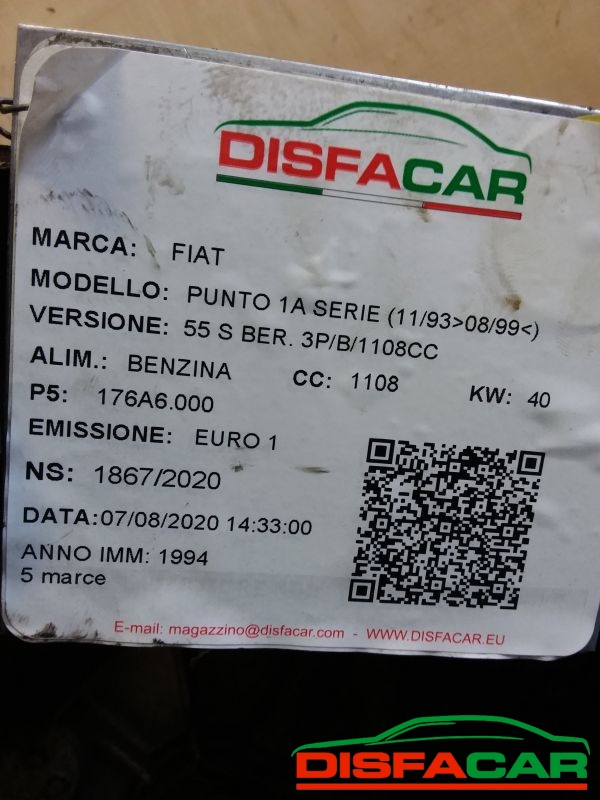 DISFACAR
MARCA: FIAT
MODELLO: PUNTO 1A SERIE (11/93>08/99<)
VERSIONE: 55 S BER. 3P/B/1108CC
ALIM.: BENZINA CC: 1108 KW: 40
P5: 176A6.000
EMISSIONE: EURO 1
NS: 1867/2020
DATA:07/08/2020 14:33:00
ANNO IMM: 1994
5 marce
E-mail: magazzino@disfacar.com - WWW.DISFACAR.EU
DISFACAR